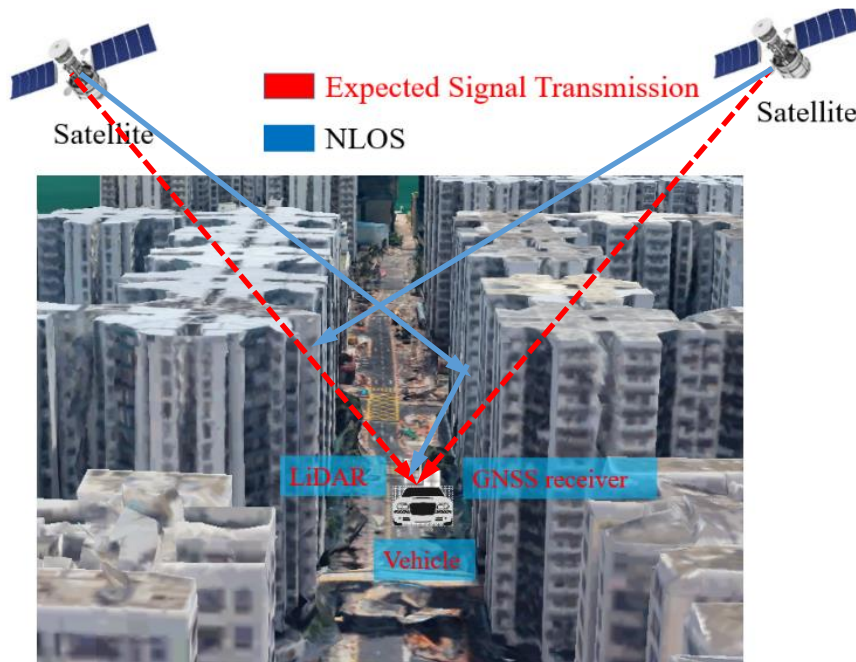 Expected Signal Transmission
Satellite
NLOS
Satellite
LiDAR
GNSS receiver
Vehicle